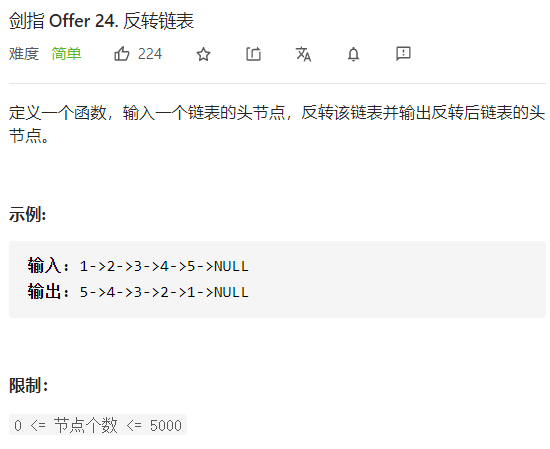 剑指 Offer 24. 反转链表
难度 简单 224
定义一个函数，输入一个链表的头节点，反转该链表并输出反转后链表的头
节点。
示例:
输入: 1->2->3->4->5->NULL
输出: 5->4->3->2->1->NULL
限制：
0 <= 节点个数 <= 5000